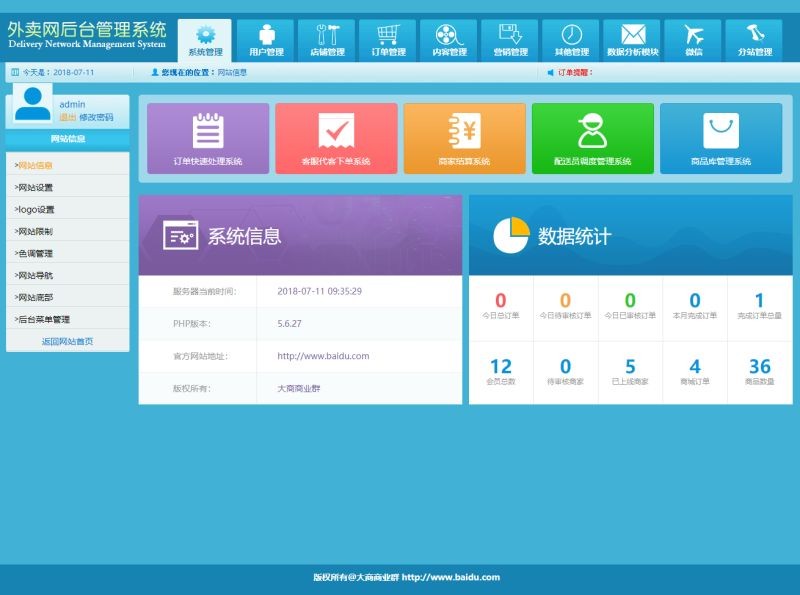 外卖网后台管理系统
Delivery Network Management System
系统管理
用户管理
店铺管理
订单管理
内容管理
营销管理
其他管理
数据分析模块
微信
分站管理
今天是：2018-07-11
您现在的位置：网站信息
订单提醒：
admin
退出 修改密码
网站信息
>网站信息
>网站设置
>logo设置
>网站限制
>色调管理
>网站导航
>网站底部
>后台菜单管理
返回网站首页
订单快速处理系统
客服代客下单系统
商家结算系统
配送员调度管理系统
商品库管理系统
系统信息
服务器当前时间： 2018-07-11 09:35:29
PHP版本： 5.6.27
官方网站地址： http://www.baidu.com
版权所有： 大商商业群
数据统计
0 0 0 0 1
今日总订单 今日待审核订单 今日已审核订单 本月完成订单 完成订单总量
12 0 5 4 36
会员总数 待审核商家 已上线商家 商城订单 商品数量
版权所有@大商商业群 http://www.baidu.com